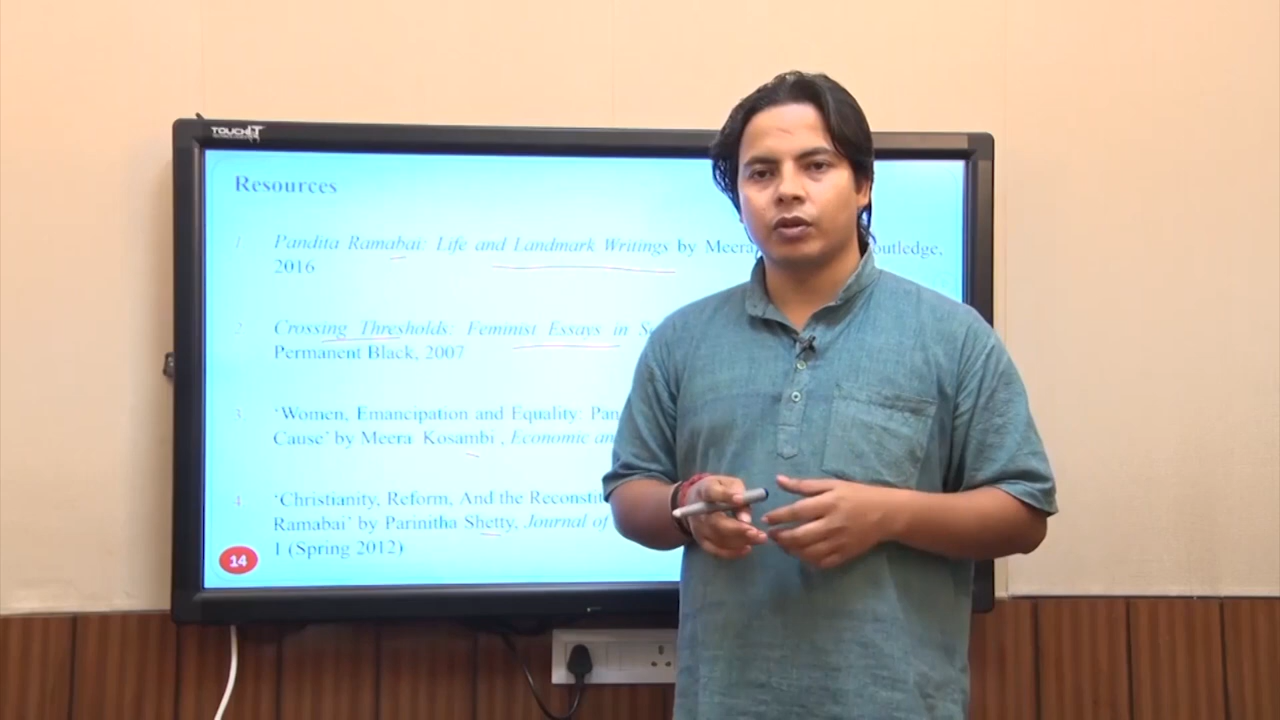 TOUCHIT
Resources
1. Pandita Ramabai: Life and Landmark Writings by Meera outledge,
2016
2. Crossing Thresholds: Feminist Essays in S
Permanent Black, 2007
3. 'Women, Emancipation and Equality: Pan
Cause' by Meera Kosambi , Economic an
4. 'Christianity, Reform, And the Reconstit
Ramabai' by Parinitha Shetty, Journal of
1 (Spring 2012)
14